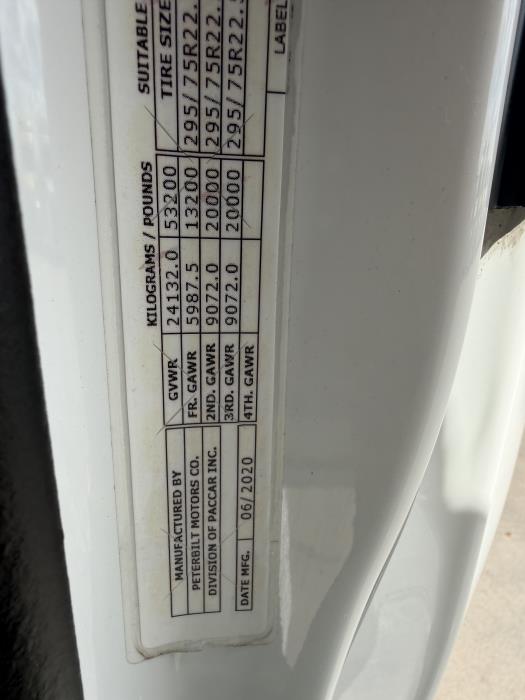 MANUFACTURED BY
PETERBILT MOTORS CO.
DIVISION OF PACCAR INC.
DATE MFG. 06/2020
KILOGRAMS / POUNDS SUITABLE
TIRE SIZE
GVWR 24132.0 53200
FR. GAWR 5987.5 13200 295/75R22.
2ND. GAWR 9072.0 20000 295/75R22.
3RD. GAWR 9072.0 20000 295/75R22.
4TH. GAWR
LABEL